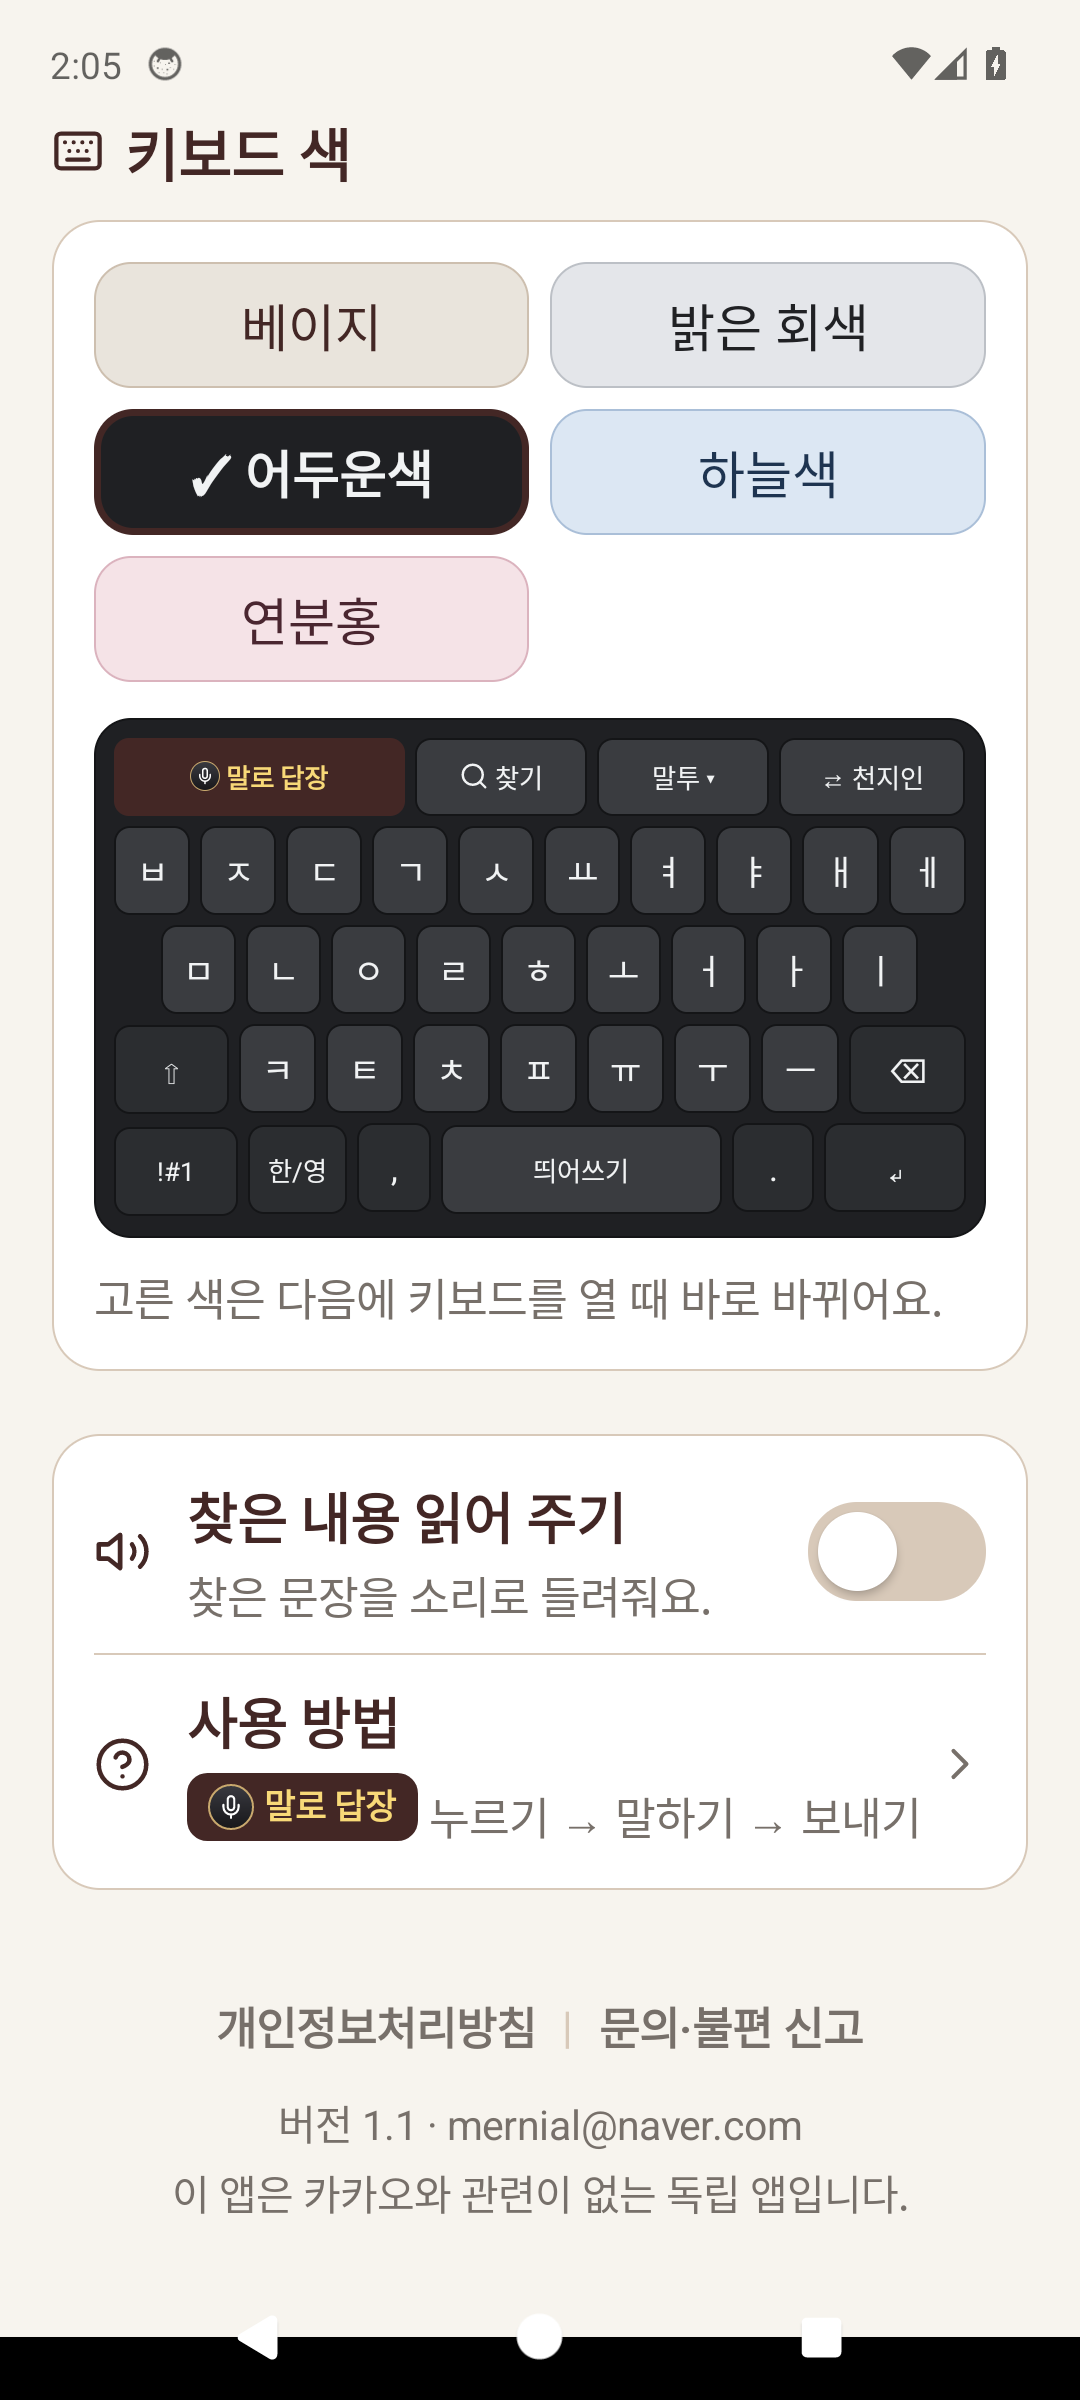 2:05
키보드 색
베이지 밝은 회색
✓ 어두운색 하늘색
연분홍
말로 답장 찾기 말투 ▾ ⇄ 천지인
ㅂ ㅈ ㄷ ㄱ ㅅ ㅛ ㅕ ㅑ ㅐ ㅔ
ㅁ ㄴ ㅇ ㄹ ㅎ ㅗ ㅓ ㅏ ㅣ
⇧ ㅋ ㅌ ㅊ ㅍ ㅠ ㅜ ㅡ ⌫
!#1 한/영 , 띄어쓰기 . ↵
고른 색은 다음에 키보드를 열 때 바로 바뀌어요.
찾은 내용 읽어 주기
찾은 문장을 소리로 들려줘요.
사용 방법
말로 답장 누르기 → 말하기 → 보내기
개인정보처리방침 | 문의·불편 신고
버전 1.1 · mernial@naver.com
이 앱은 카카오와 관련이 없는 독립 앱입니다.